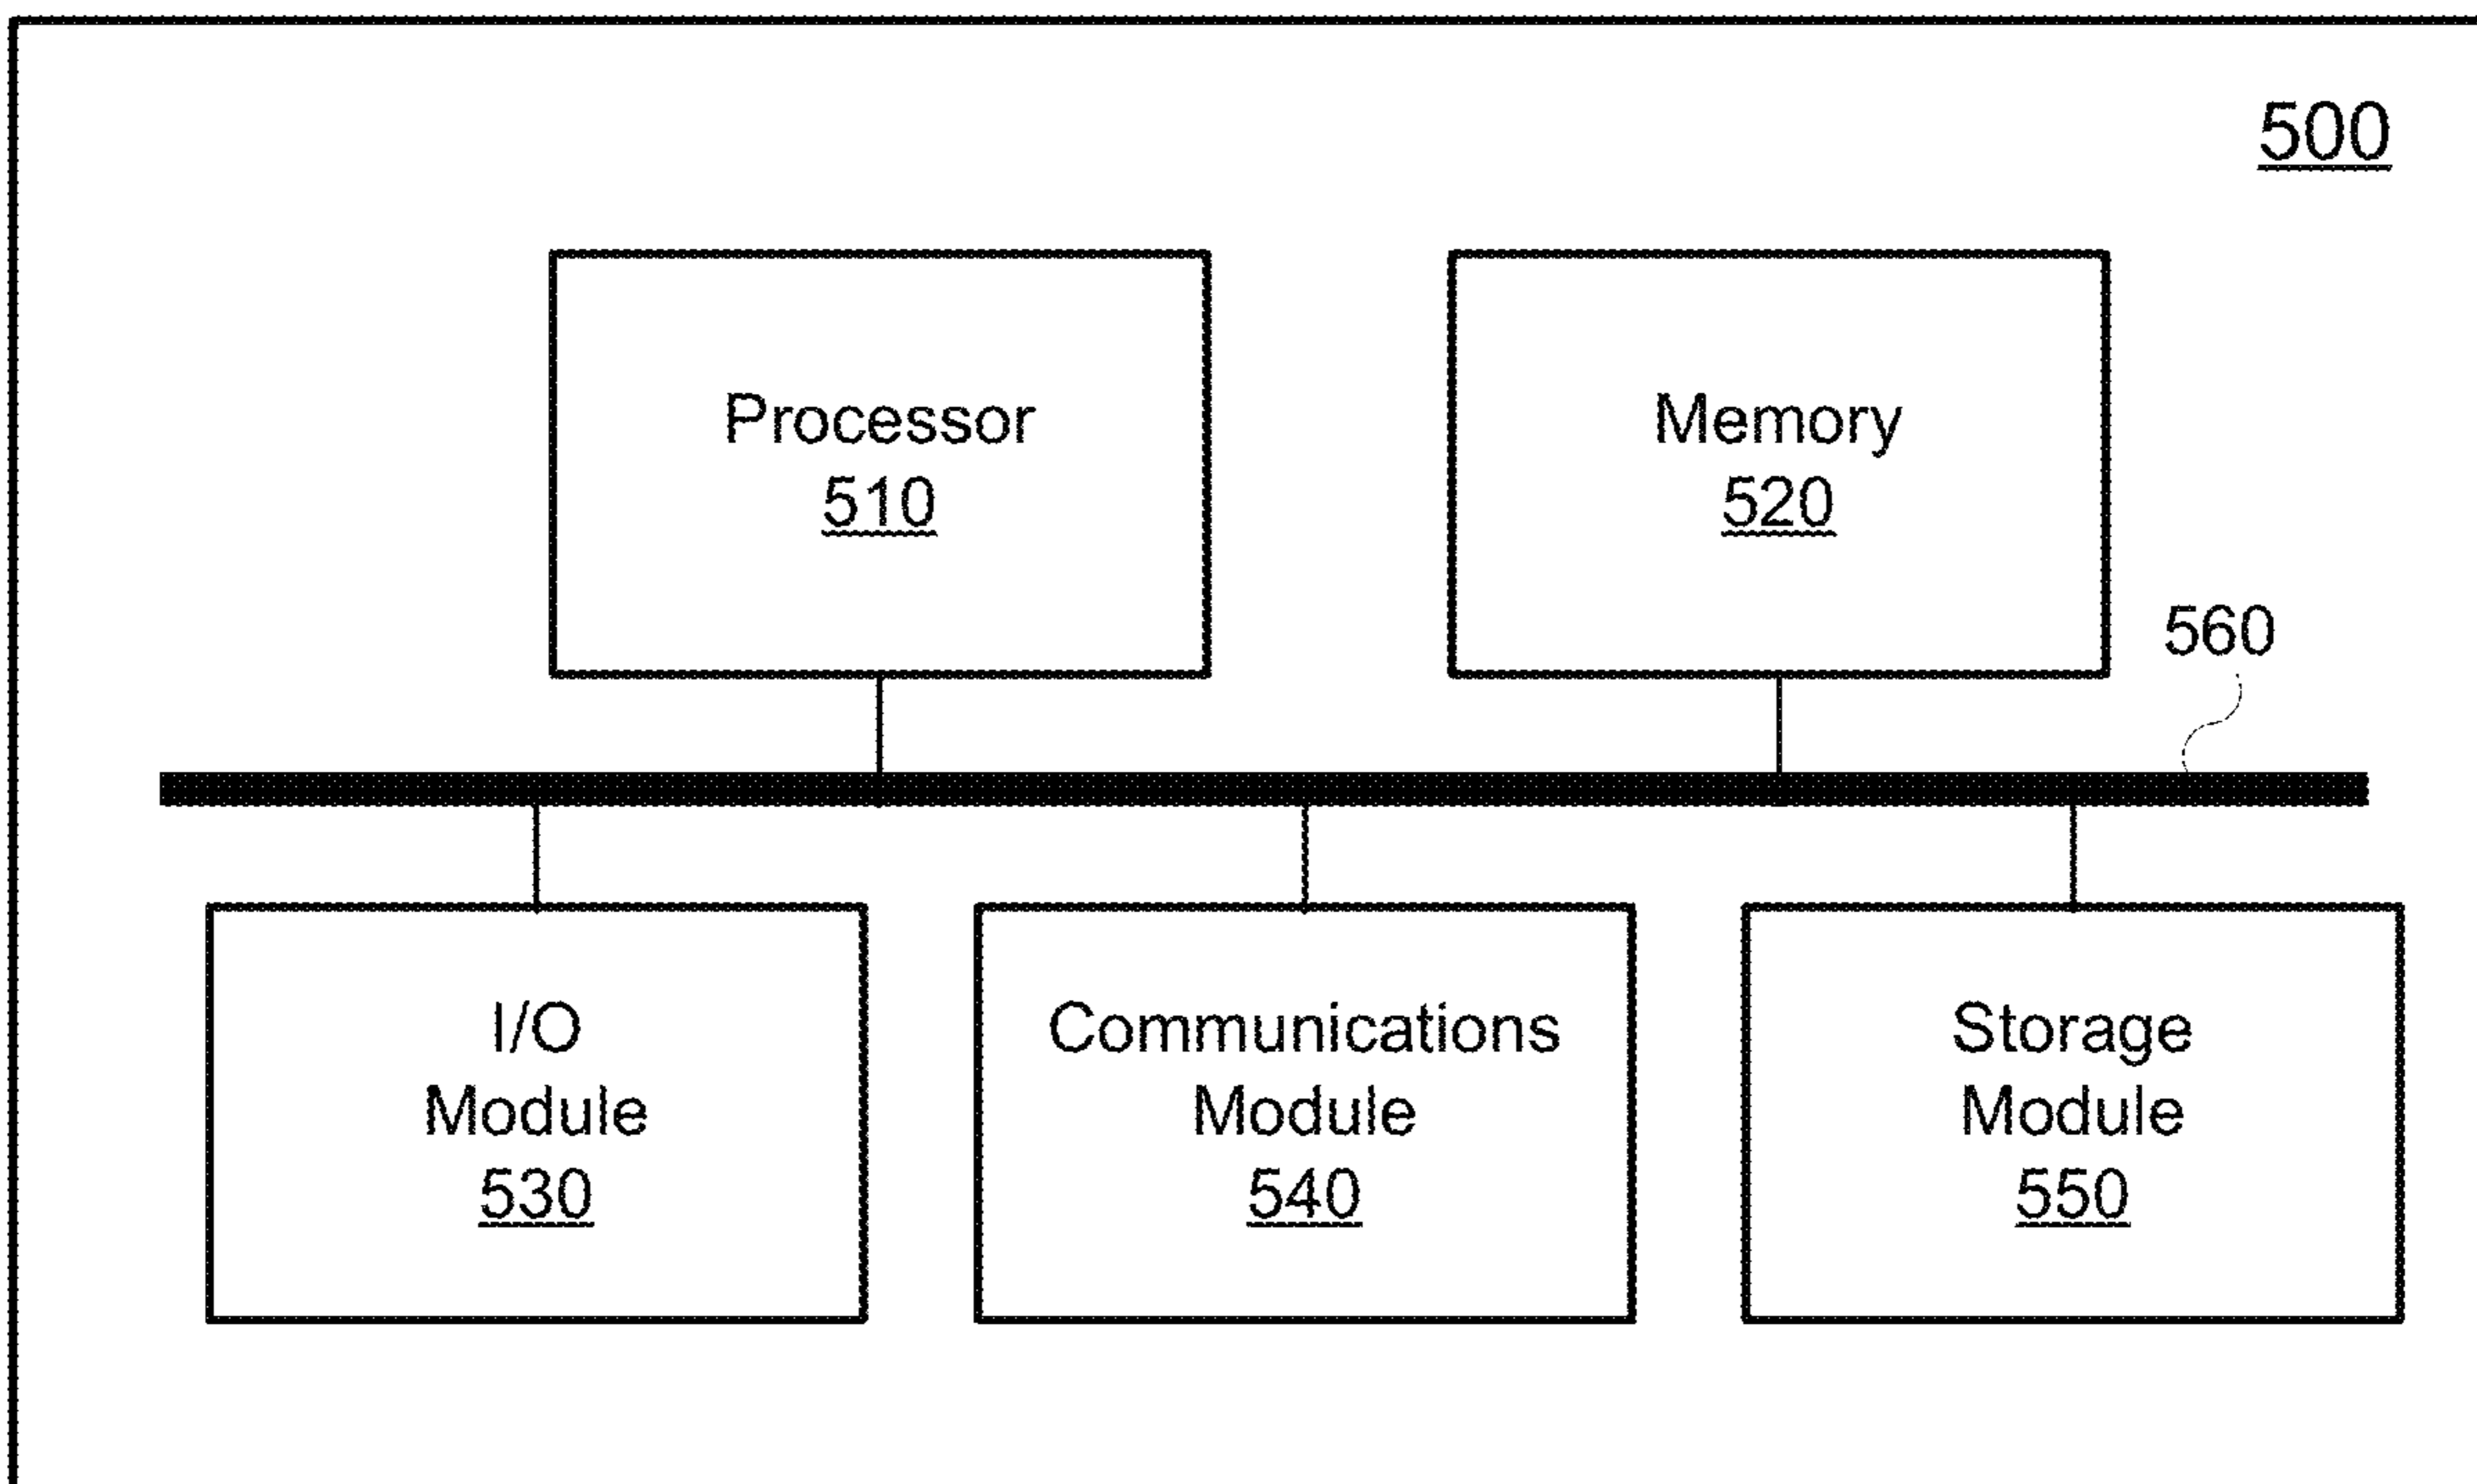 500
Processor
510
Memory
520
560
I/O
Module
530
Communications
Module
540
Storage
Module
550